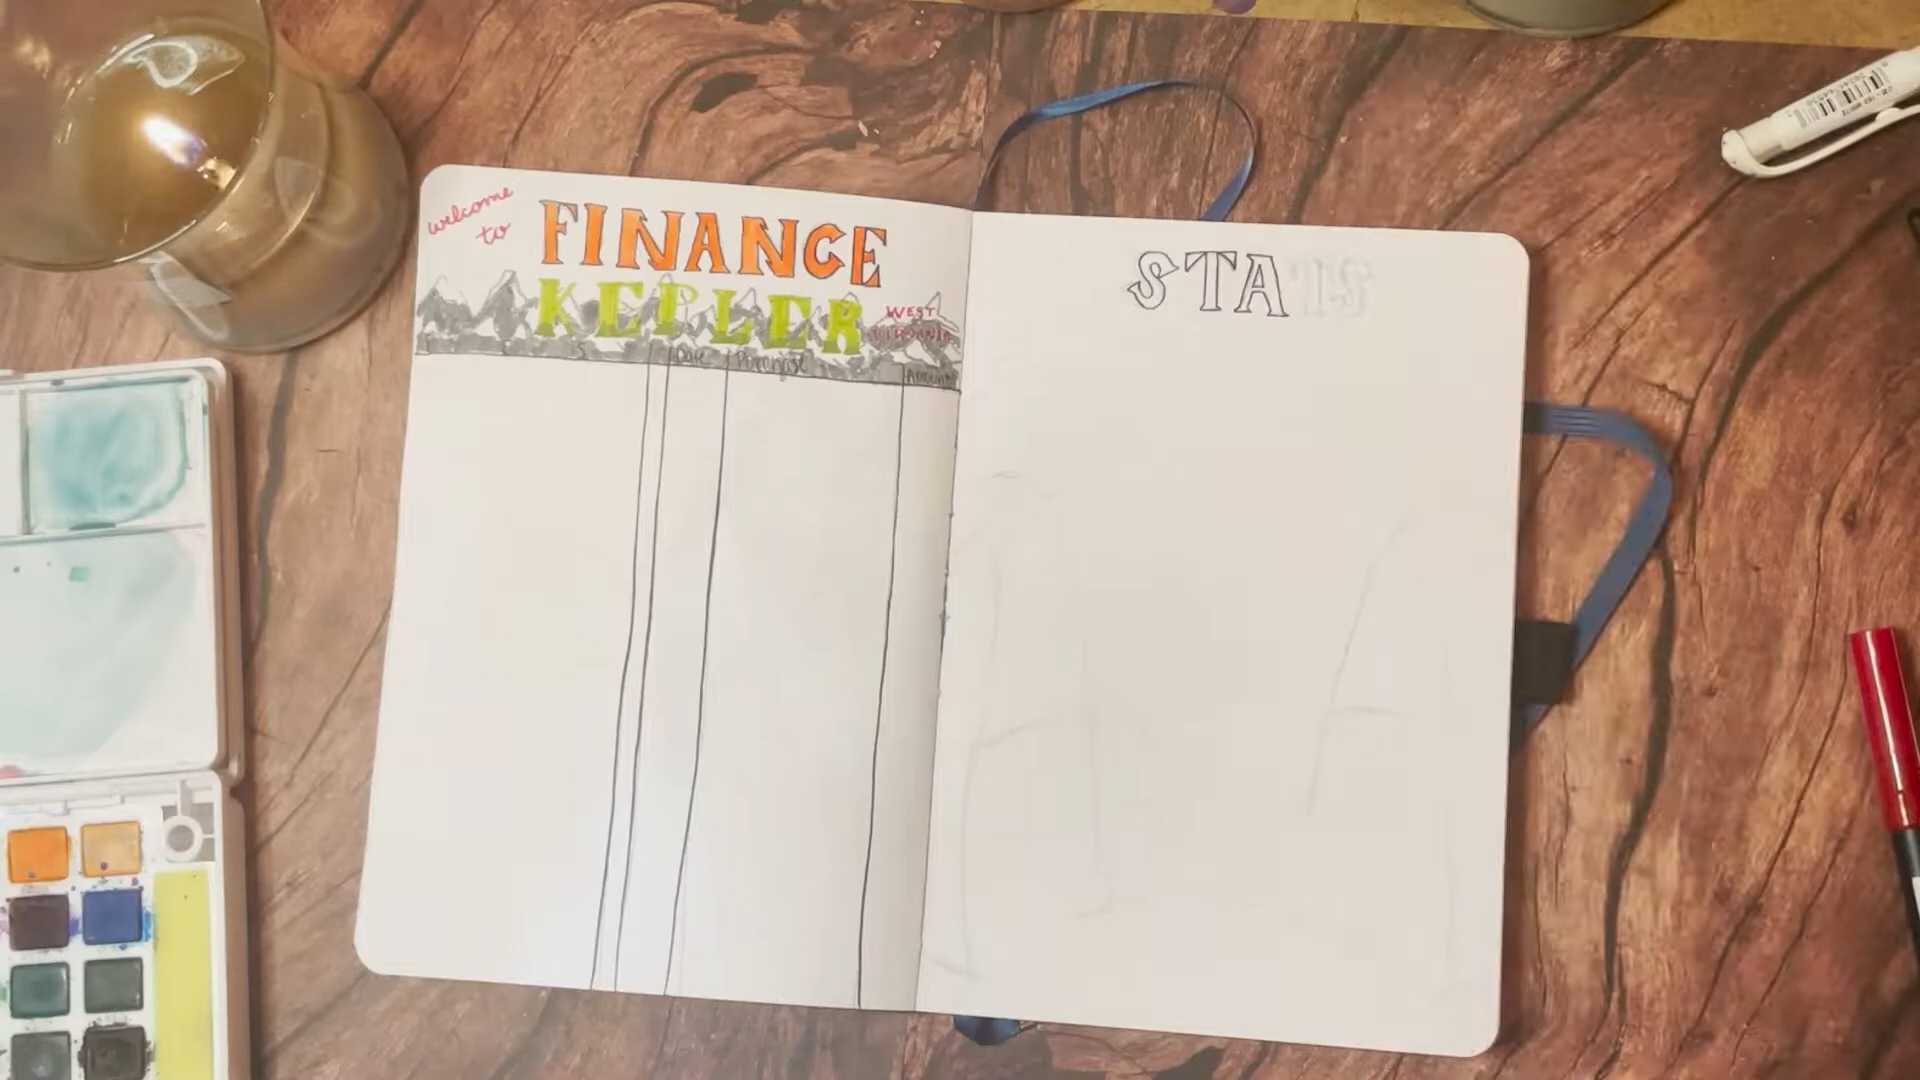 welcome
to
FINANCE
KEPLER
WEST
VIRGINIA
Date Purchase Amount
STATS